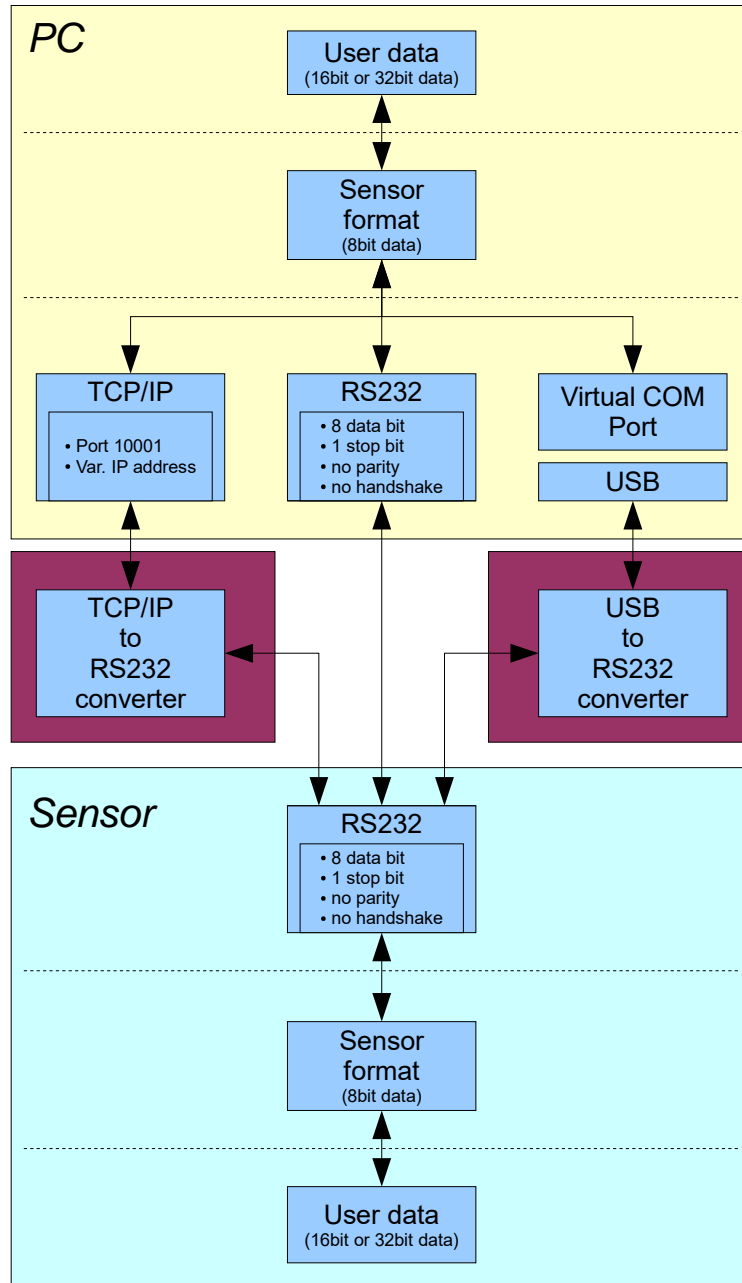 PC
User data
(16bit or 32bit data)
Sensor
format
(8bit data)
TCP/IP
• Port 10001
• Var. IP address
RS232
• 8 data bit
• 1 stop bit
• no parity
• no handshake
Virtual COM
Port
USB
TCP/IP
to
RS232
converter
USB
to
RS232
converter
Sensor
RS232
• 8 data bit
• 1 stop bit
• no parity
• no handshake
Sensor
format
(8bit data)
User data
(16bit or 32bit data)